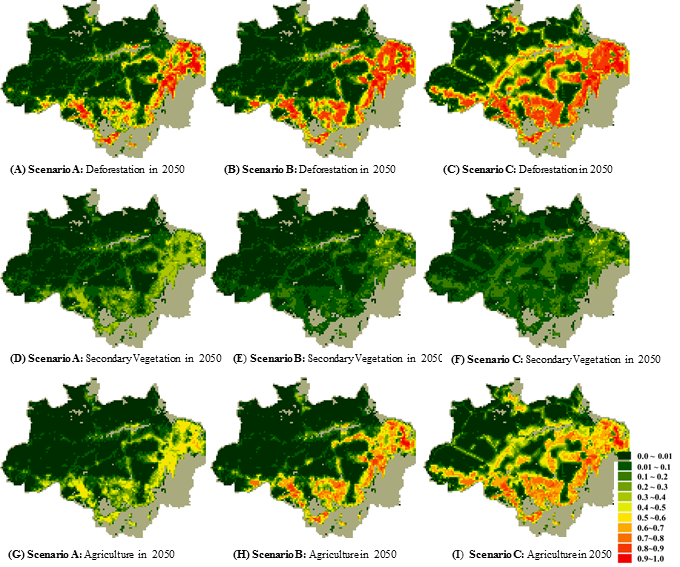 (A) Scenario A: Deforestation in 2050
(B) Scenario B: Deforestation in 2050
(C) Scenario C: Deforestation in 2050
(D) Scenario A: Secondary Vegetation in 2050
(E) Scenario B: Secondary Vegetation in 2050
(F) Scenario C: Secondary Vegetation in 2050
(G) Scenario A: Agriculture in 2050
(H) Scenario B: Agriculture in 2050
(I) Scenario C: Agriculture in 2050
0.0 ~ 0.01
0.01 ~ 0.1
0.1 ~ 0.2
0.2 ~ 0.3
0.3 ~0.4
0.4 ~0.5
0.5 ~0.6
0.6~0.7
0.7~0.8
0.8~0.9
0.9~1.0